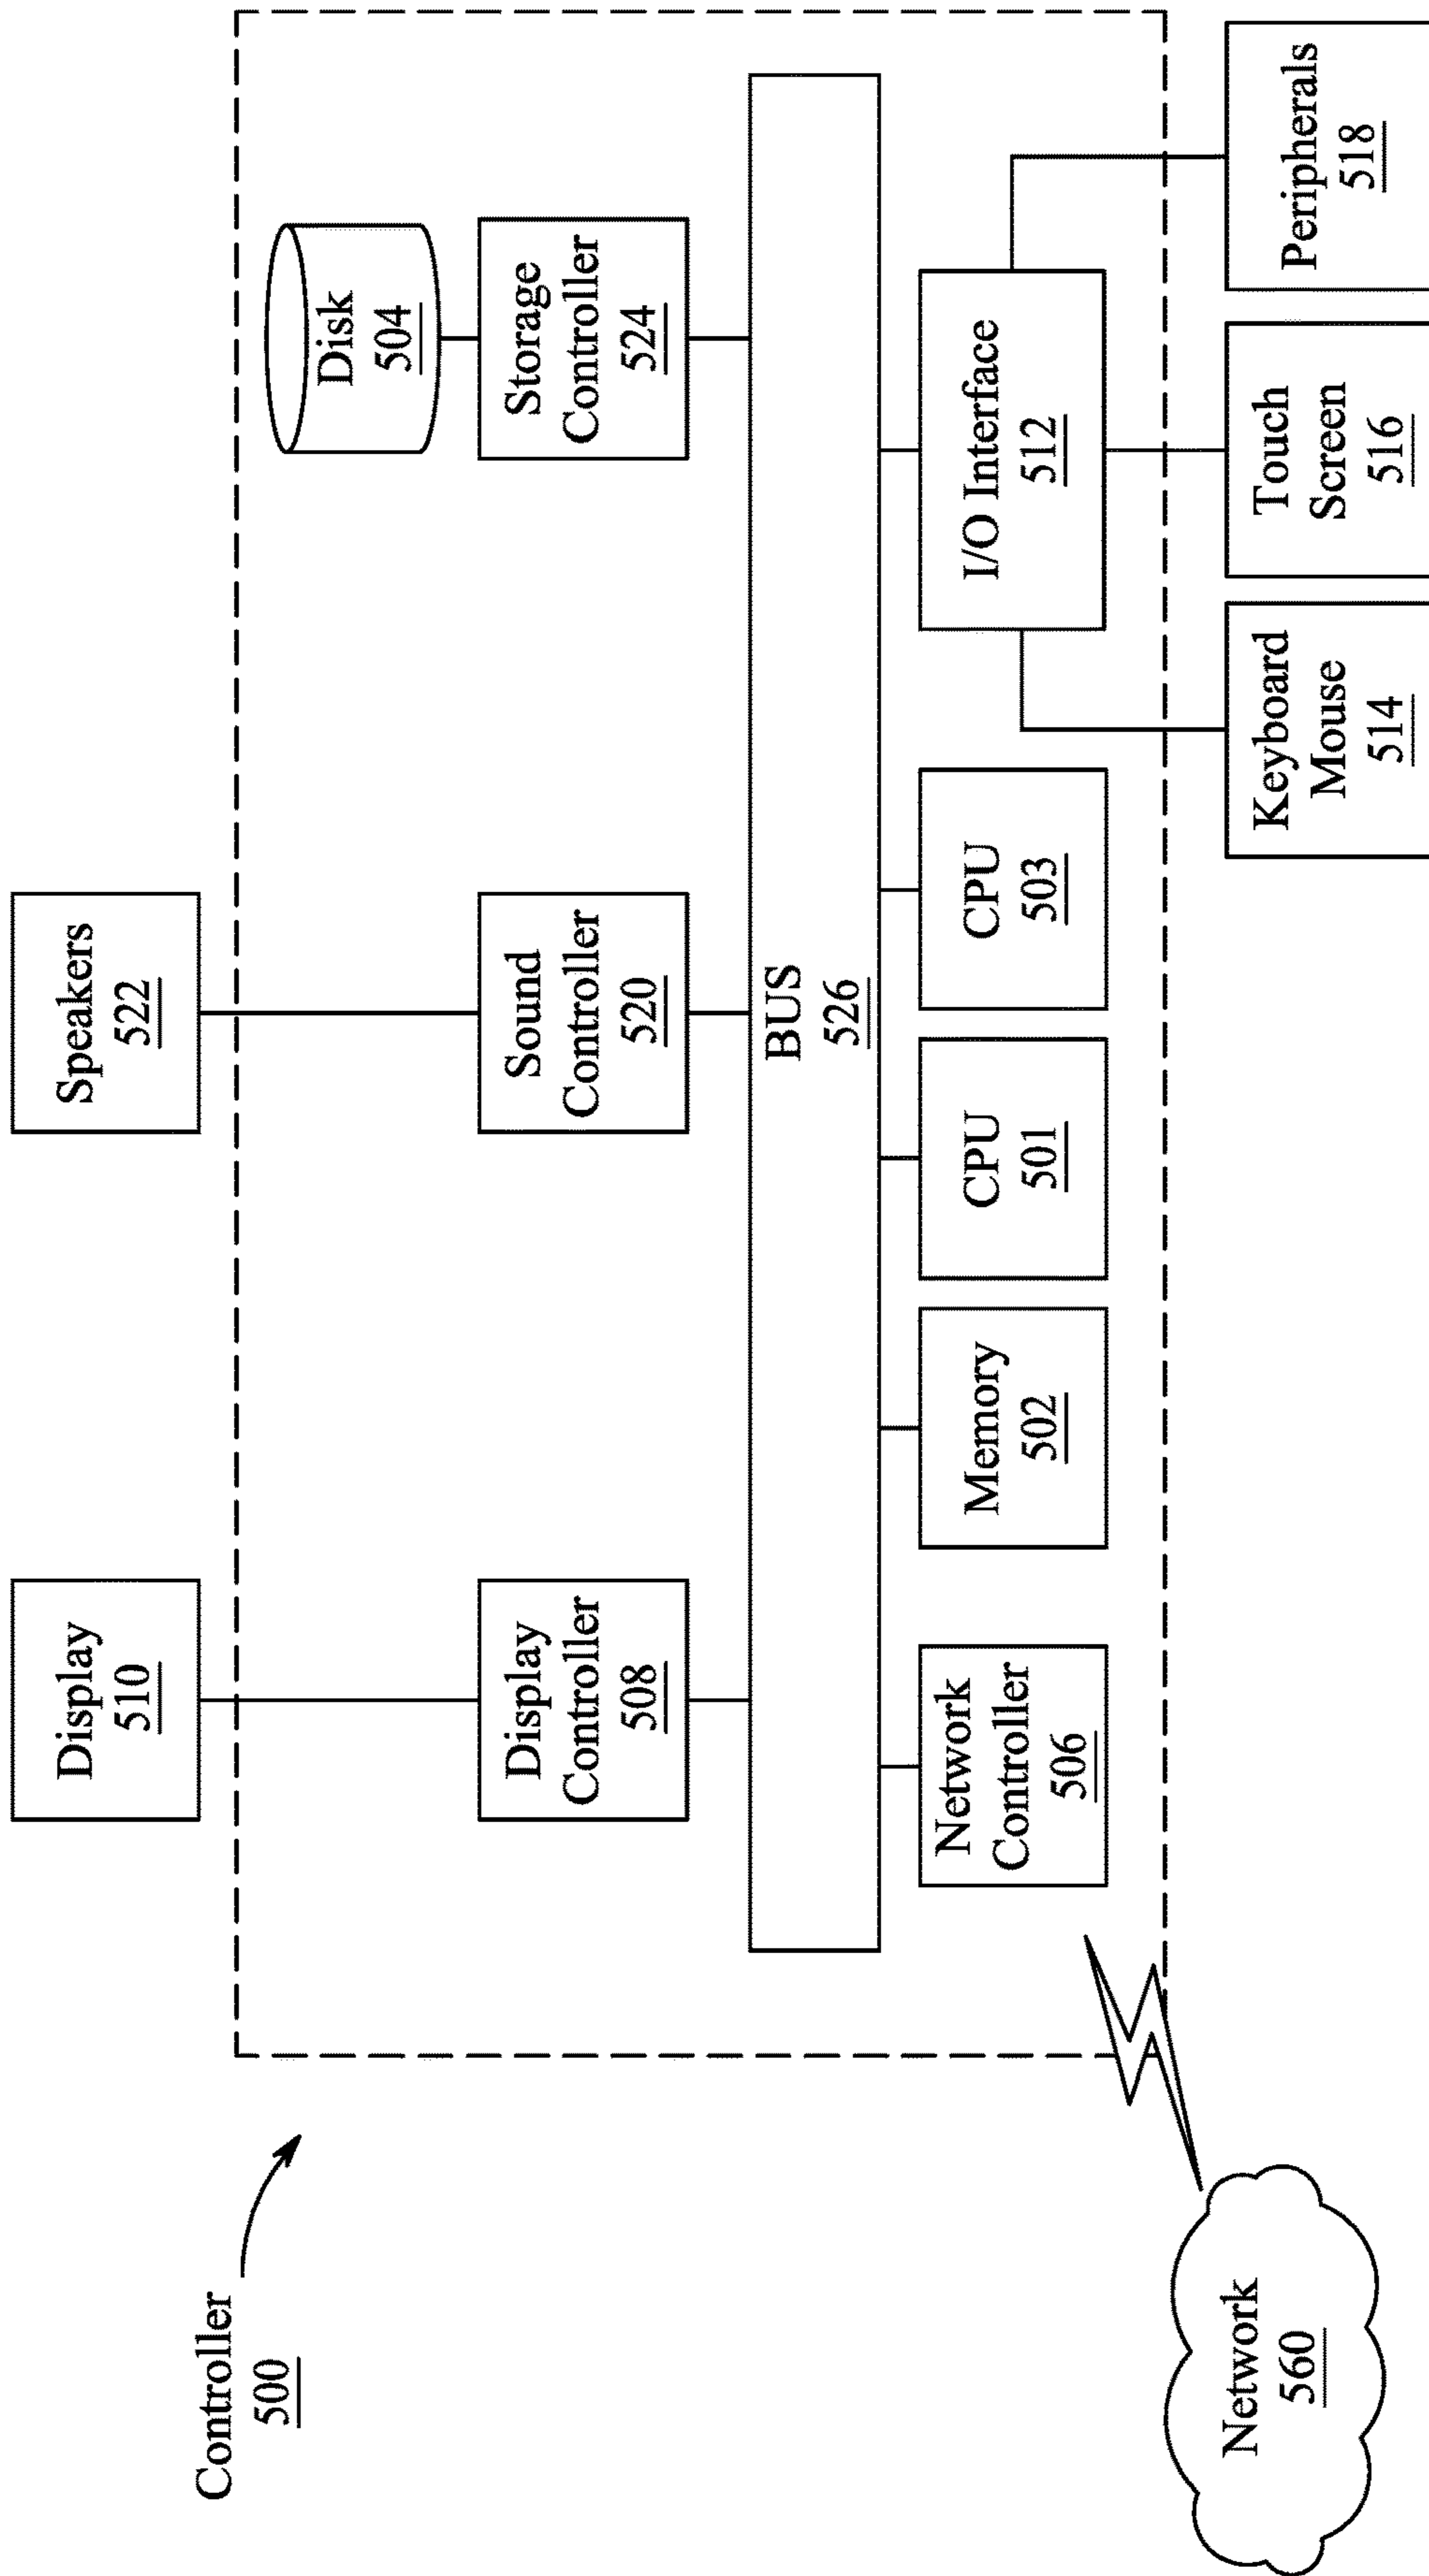 Controller
500
Display
510
Speakers
522
Disk
504
Display
Controller
508
Sound
Controller
520
Storage
Controller
524
BUS
526
Network
Controller
506
Memory
502
CPU
501
CPU
503
I/O Interface
512
Network
560
Keyboard
Mouse
514
Touch
Screen
516
Peripherals
518